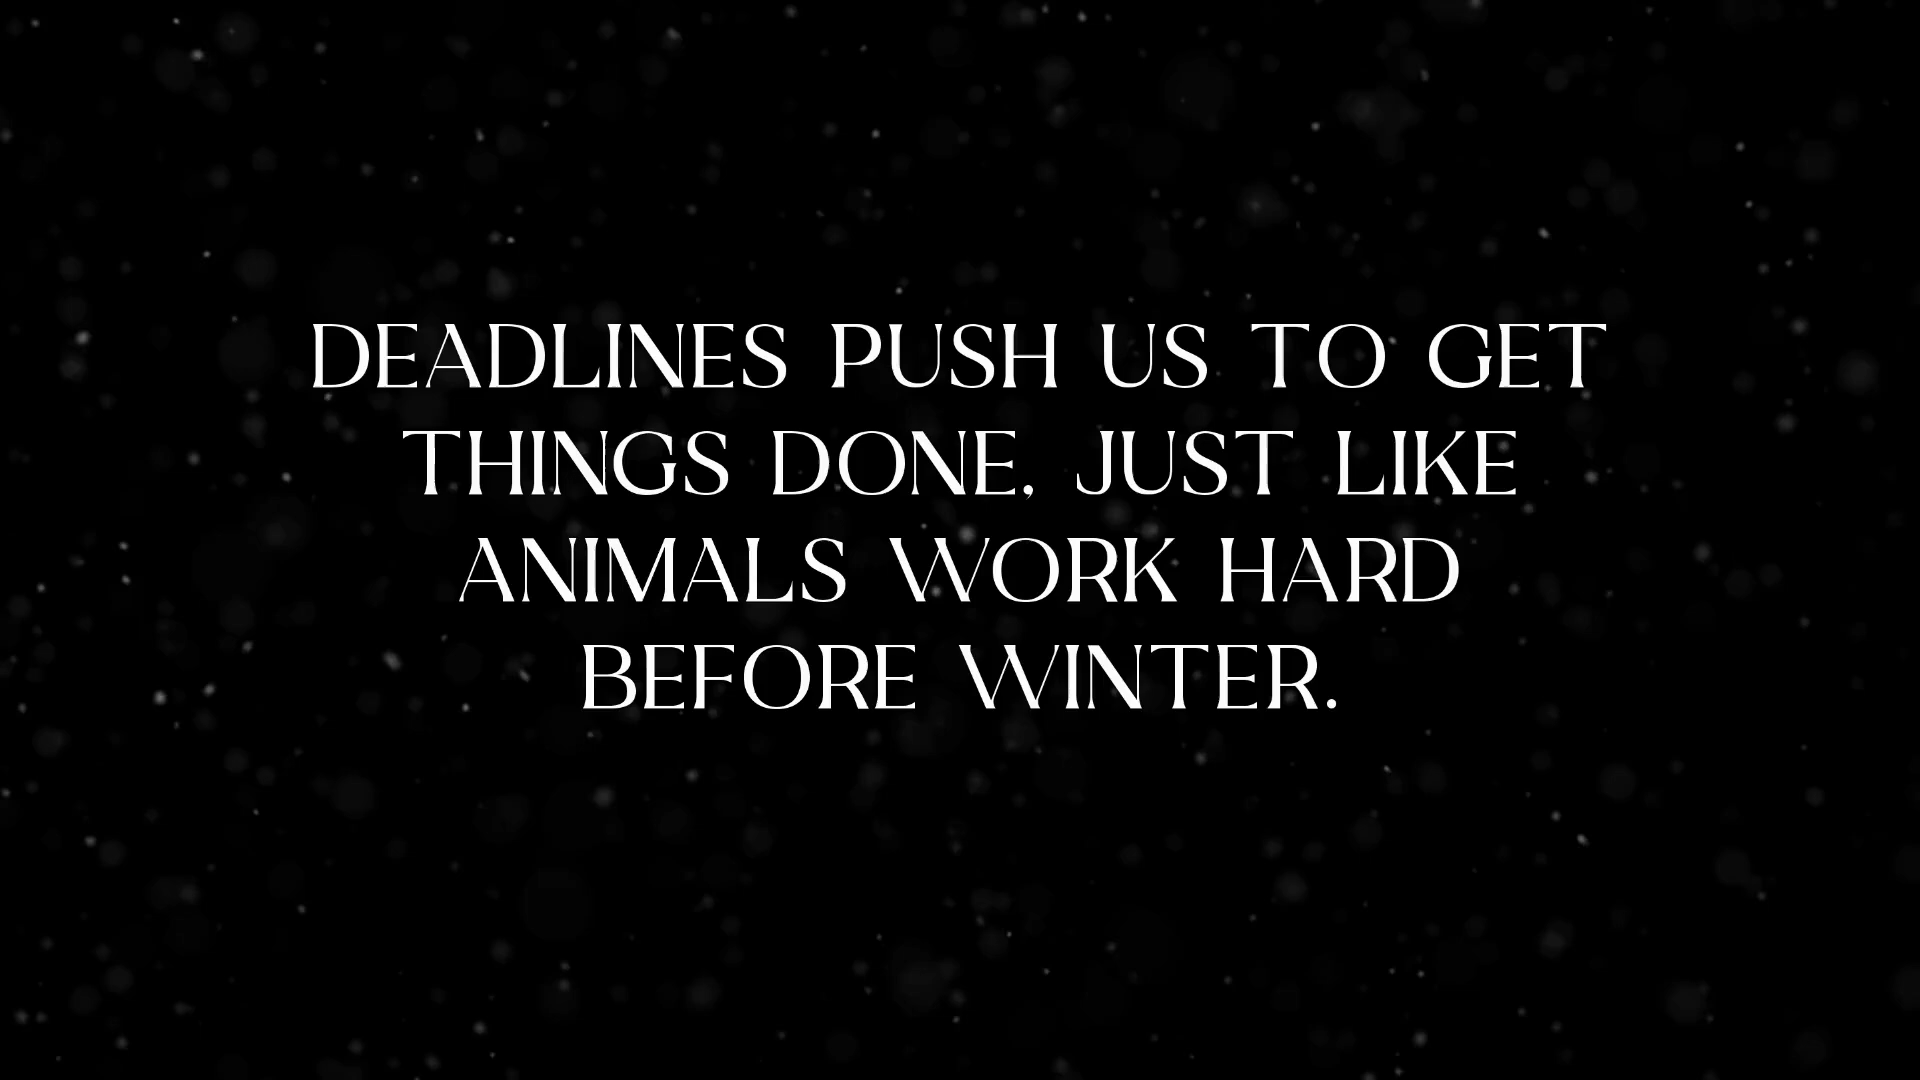 DEADLINES PUSH US TO GET
THINGS DONE, JUST LIKE
ANIMALS WORK HARD
BEFORE WINTER.